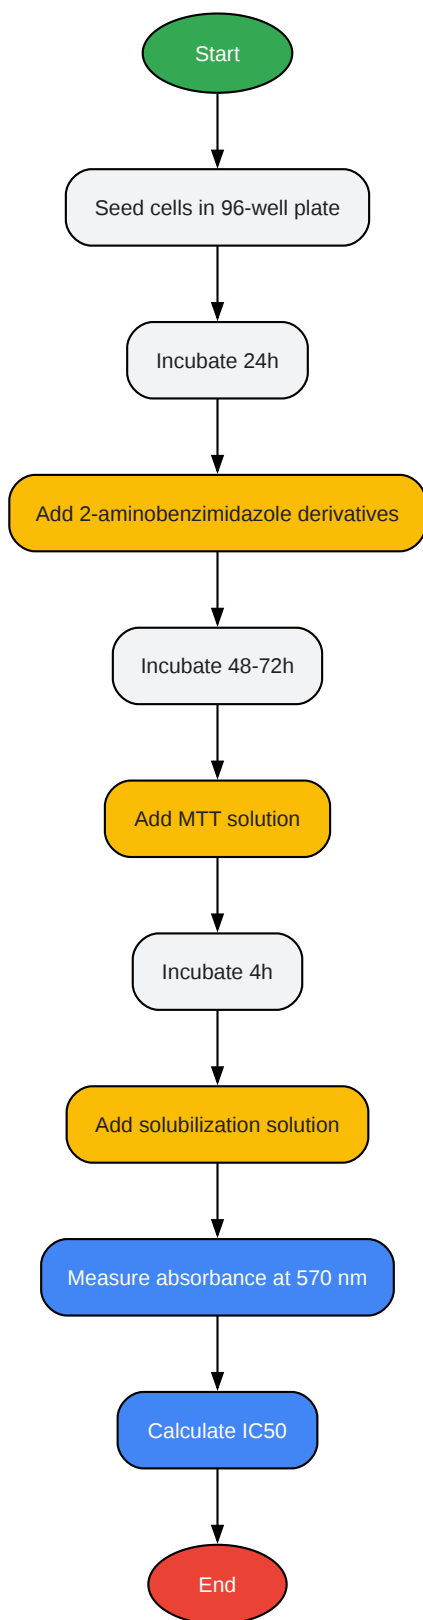 Start
Seed cells in 96-well plate
Incubate 24h
Add 2-aminobenzimidazole derivatives
Incubate 48-72h
Add MTT solution
Incubate 4h
Add solubilization solution
Measure absorbance at 570 nm
Calculate IC50
End